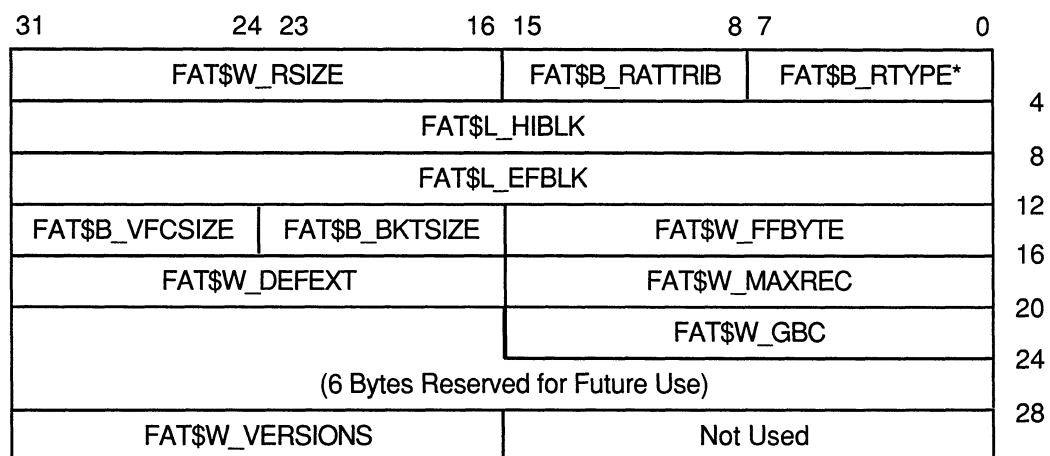 31 24 23 16 15 8 7 0
FAT$W_RSIZE FAT$B_RATTRIB FAT$B_RTYPE*
4
FAT$L_HIBLK
8
FAT$L_EFBLK
12
FAT$B_VFCSIZE FAT$B_BKTSIZE FAT$W_FFBYTE
16
FAT$W_DEFEXT FAT$W_MAXREC
20
FAT$W_GBC
24
(6 Bytes Reserved for Future Use)
28
FAT$W_VERSIONS Not Used